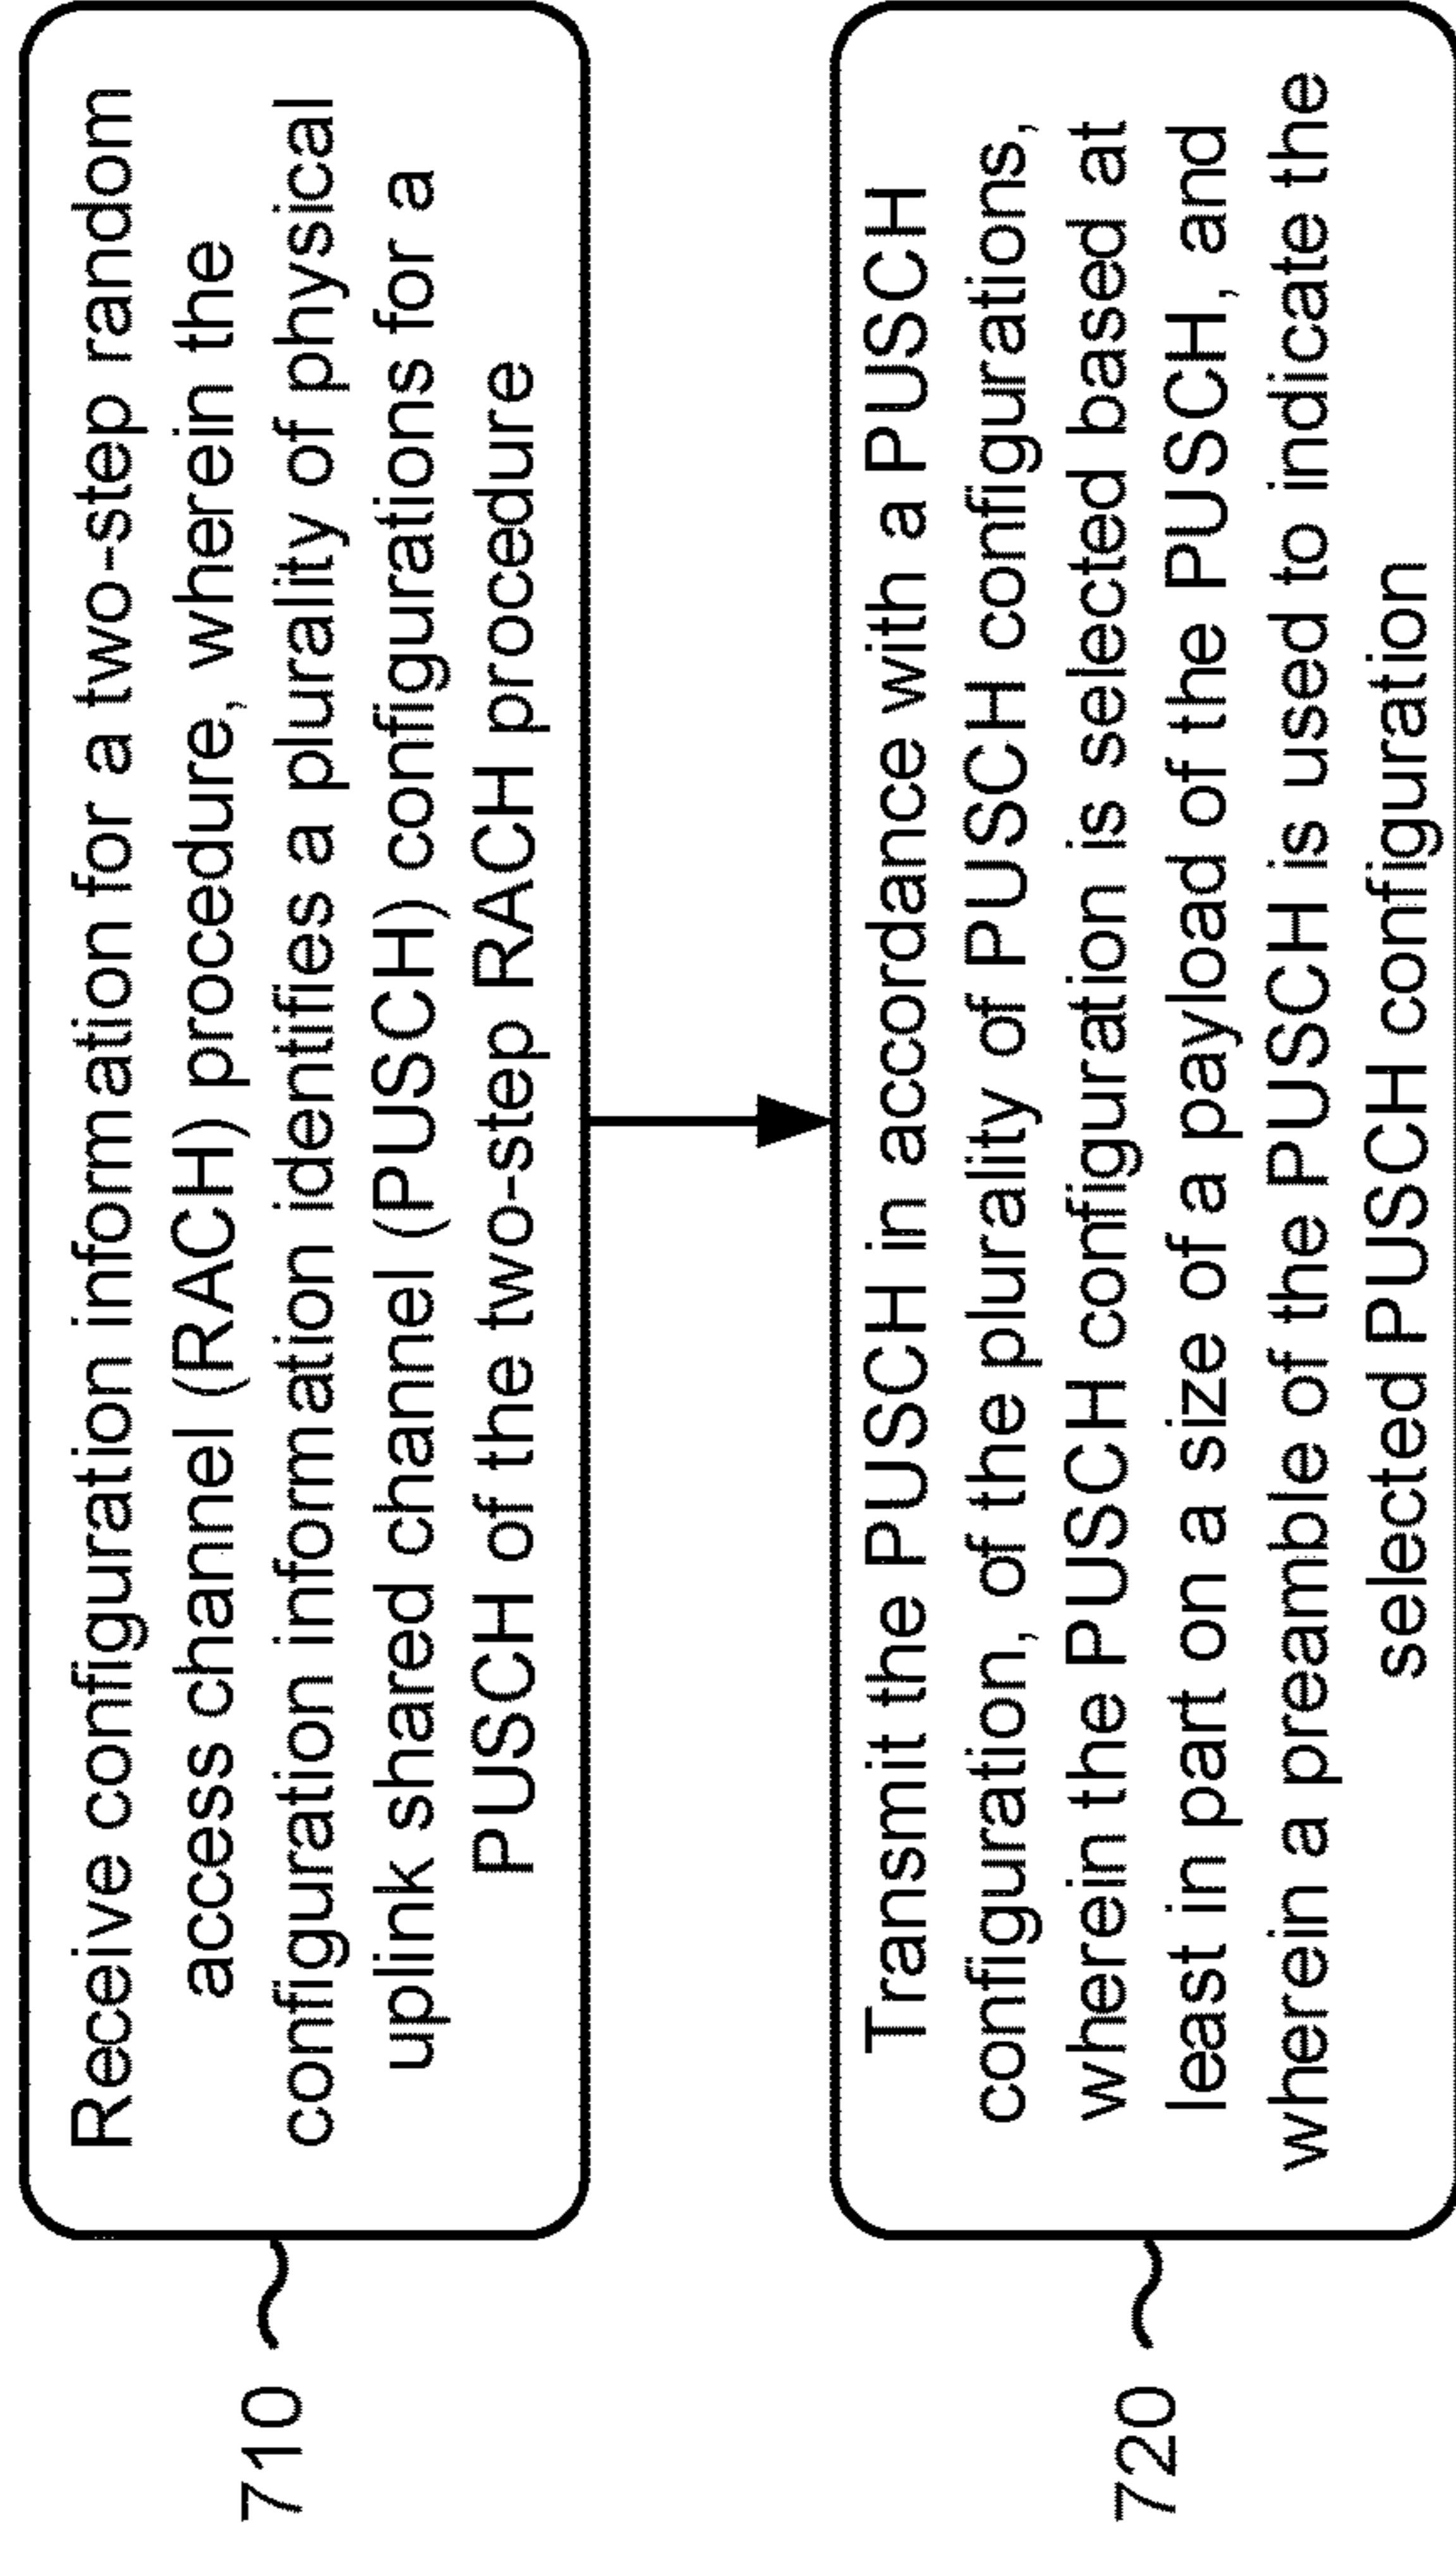 710
Receive configuration information for a two-step random
access channel (RACH) procedure, wherein the
configuration information identifies a plurality of physical
uplink shared channel (PUSCH) configurations for a
PUSCH of the two-step RACH procedure
720
Transmit the PUSCH in accordance with a PUSCH
configuration, of the plurality of PUSCH configurations,
wherein the PUSCH configuration is selected based at
least in part on a size of a payload of the PUSCH, and
wherein a preamble of the PUSCH is used to indicate the
selected PUSCH configuration